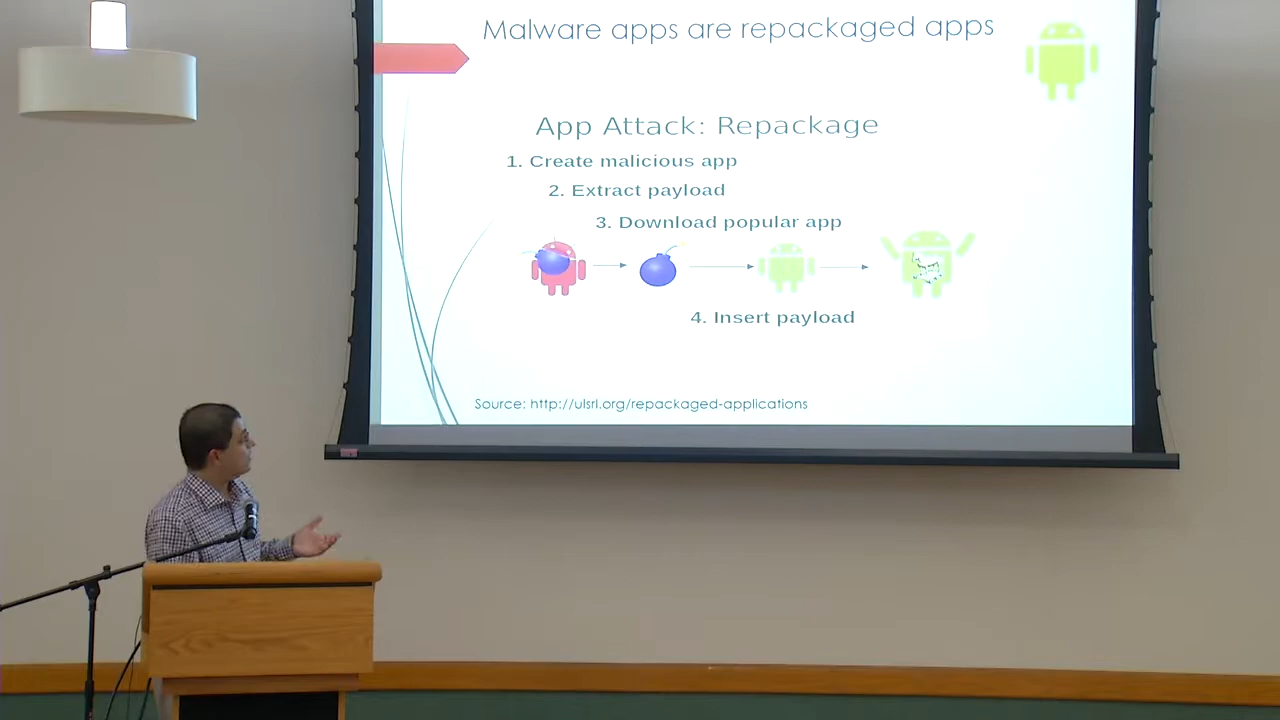 Malware apps are repackaged apps
App Attack: Repackage
1. Create malicious app
2. Extract payload
3. Download popular app
4. Insert payload
Source: http://ulsrl.org/repackaged-applications